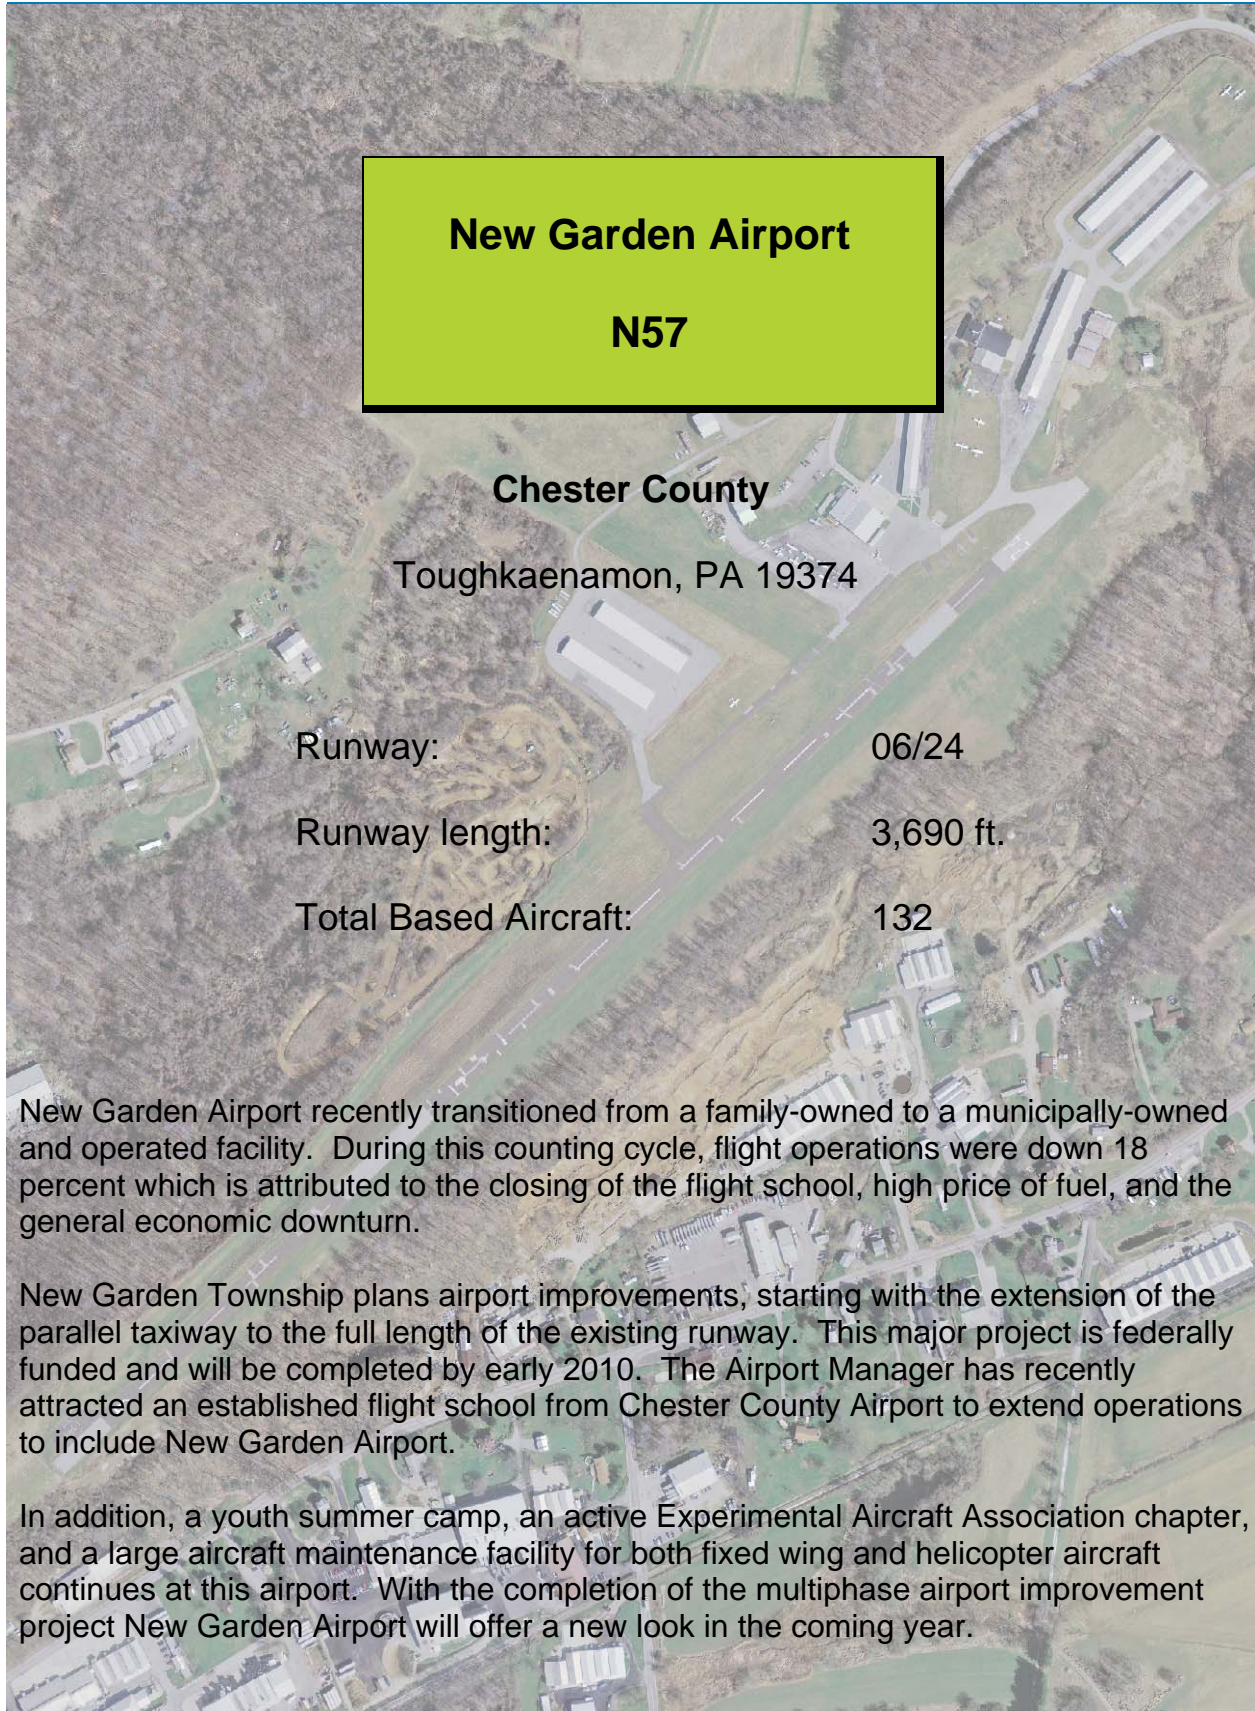 New Garden Airport
N57
Chester County
Toughkaenamon, PA 19374
Runway: 06/24
Runway length: 3,690 ft.
Total Based Aircraft: 132
New Garden Airport recently transitioned from a family-owned to a municipally-owned
and operated facility.  During this counting cycle, flight operations were down 18
percent which is attributed to the closing of the flight school, high price of fuel, and the
general economic downturn.
New Garden Township plans airport improvements, starting with the extension of the
parallel taxiway to the full length of the existing runway.  This major project is federally
funded and will be completed by early 2010.  The Airport Manager has recently
attracted an established flight school from Chester County Airport to extend operations
to include New Garden Airport.
In addition, a youth summer camp, an active Experimental Aircraft Association chapter,
and a large aircraft maintenance facility for both fixed wing and helicopter aircraft
continues at this airport.  With the completion of the multiphase airport improvement
project New Garden Airport will offer a new look in the coming year.